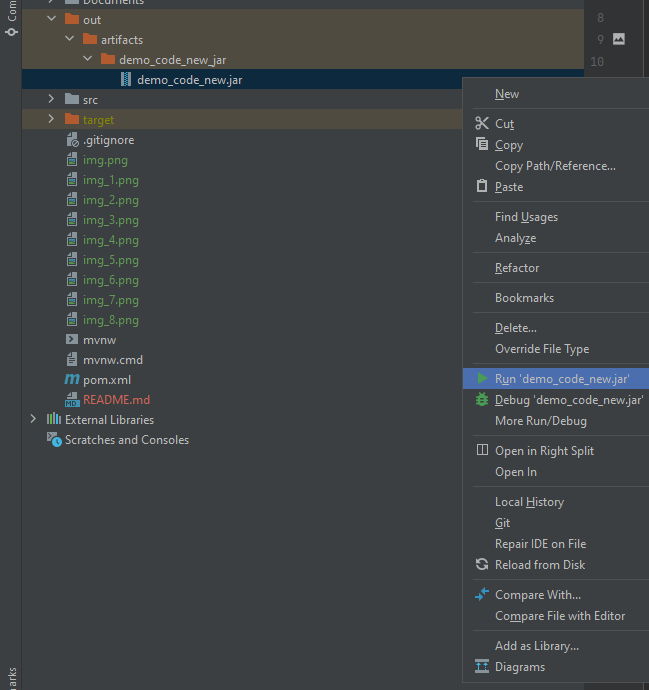 Com
Documents
out
artifacts
demo_code_new_jar
demo_code_new.jar
src
target
.gitignore
img.png
img_1.png
img_2.png
img_3.png
img_4.png
img_5.png
img_6.png
img_7.png
img_8.png
mvnw
mvnw.cmd
m pom.xml
MD README.md
External Libraries
Scratches and Consoles
arks
8
9
10
New
Cut
Copy
Copy Path/Reference...
Paste
Find Usages
Analyze
Refactor
Bookmarks
Delete...
Override File Type
Run 'demo_code_new.jar'
Debug 'demo_code_new.jar'
More Run/Debug
Open in Right Split
Open In
Local History
Git
Repair IDE on File
Reload from Disk
Compare With...
Compare File with Editor
Add as Library...
Diagrams